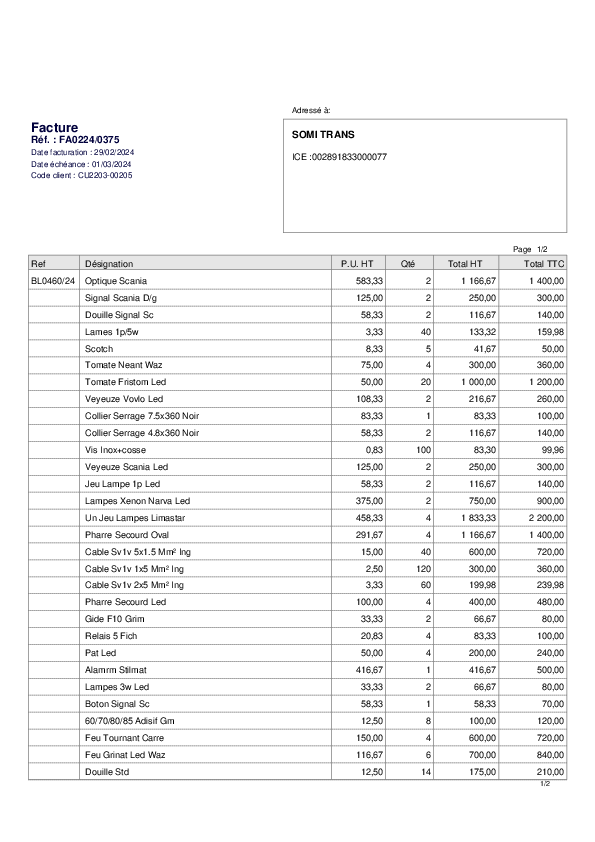 Adressé à:
Facture
Réf. : FA0224/0375
Date facturation : 29/02/2024
Date échéance : 01/03/2024
Code client : CU2203-00205
SOMI TRANS
ICE :002891833000077
Page 1/2
Ref Désignation P.U. HT Qté Total HT Total TTC
BL0460/24 Optique Scania 583,33 2 1 166,67 1 400,00
Signal Scania D/g 125,00 2 250,00 300,00
Douille Signal Sc 58,33 2 116,67 140,00
Lames 1p/5w 3,33 40 133,32 159,98
Scotch 8,33 5 41,67 50,00
Tomate Neant Waz 75,00 4 300,00 360,00
Tomate Fristom Led 50,00 20 1 000,00 1 200,00
Veyeuze Vovlo Led 108,33 2 216,67 260,00
Collier Serrage 7.5x360 Noir 83,33 1 83,33 100,00
Collier Serrage 4.8x360 Noir 58,33 2 116,67 140,00
Vis Inox+cosse 0,83 100 83,30 99,96
Veyeuze Scania Led 125,00 2 250,00 300,00
Jeu Lampe 1p Led 58,33 2 116,67 140,00
Lampes Xenon Narva Led 375,00 2 750,00 900,00
Un Jeu Lampes Limastar 458,33 4 1 833,33 2 200,00
Pharre Secourd Oval 291,67 4 1 166,67 1 400,00
Cable Sv1v 5x1.5 Mm² Ing 15,00 40 600,00 720,00
Cable Sv1v 1x5 Mm² Ing 2,50 120 300,00 360,00
Cable Sv1v 2x5 Mm² Ing 3,33 60 199,98 239,98
Pharre Secourd Led 100,00 4 400,00 480,00
Gide F10 Grim 33,33 2 66,67 80,00
Relais 5 Fich 20,83 4 83,33 100,00
Pat Led 50,00 4 200,00 240,00
Alamrm Stilmat 416,67 1 416,67 500,00
Lampes 3w Led 33,33 2 66,67 80,00
Boton Signal Sc 58,33 1 58,33 70,00
60/70/80/85 Adisif Gm 12,50 8 100,00 120,00
Feu Tournant Carre 150,00 4 600,00 720,00
Feu Grinat Led Waz 116,67 6 700,00 840,00
Douille Std 12,50 14 175,00 210,00
1/2